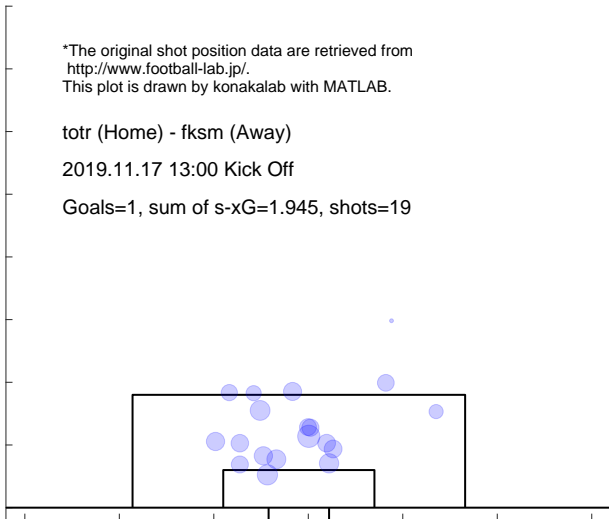 *The original shot position data are retrieved from
http://www.football-lab.jp/.
This plot is drawn by konakalab with MATLAB.
totr (Home) - fksm (Away)
2019.11.17 13:00 Kick Off
Goals=1, sum of s-xG=1.945, shots=19